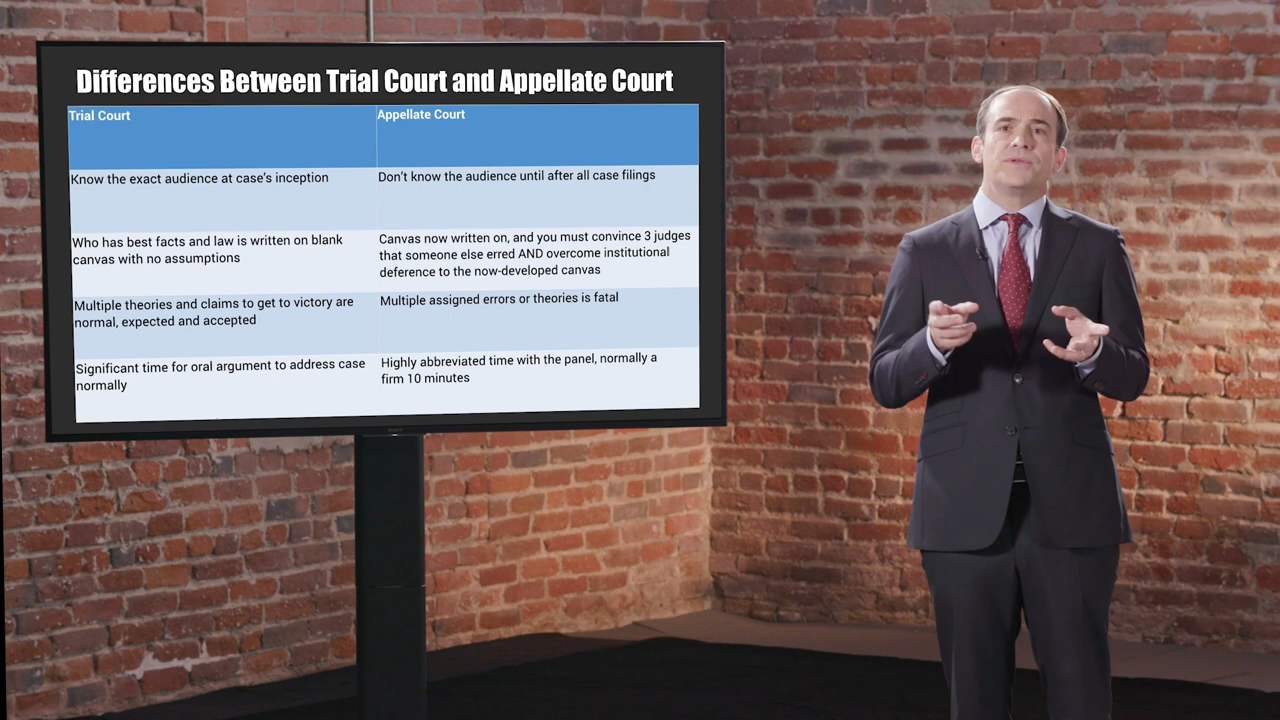 Differences Between Trial Court and Appellate Court
Trial Court
Appellate Court
Know the exact audience at case's inception
Don't know the audience until after all case filings
Who has best facts and law is written on blank
canvas with no assumptions
Canvas now written on, and you must convince 3 judges
that someone else erred AND overcome institutional
deference to the now-developed canvas
Multiple theories and claims to get to victory are
normal, expected and accepted
Multiple assigned errors or theories is fatal
Significant time for oral argument to address case
normally
Highly abbreviated time with the panel, normally a
firm 10 minutes